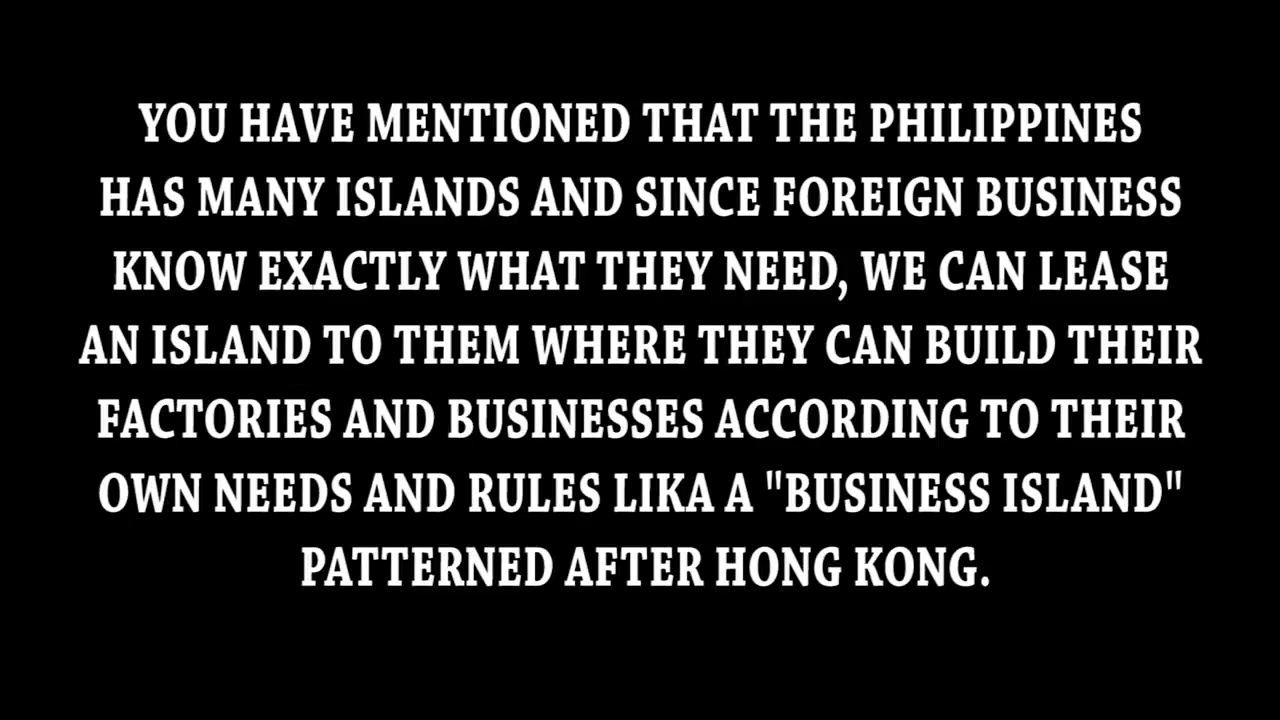 YOU HAVE MENTIONED THAT THE PHILIPPINES
HAS MANY ISLANDS AND SINCE FOREIGN BUSINESS
KNOW EXACTLY WHAT THEY NEED, WE CAN LEASE
AN ISLAND TO THEM WHERE THEY CAN BUILD THEIR
FACTORIES AND BUSINESSES ACCORDING TO THEIR
OWN NEEDS AND RULES LIKA A "BUSINESS ISLAND"
PATTERNED AFTER HONG KONG.